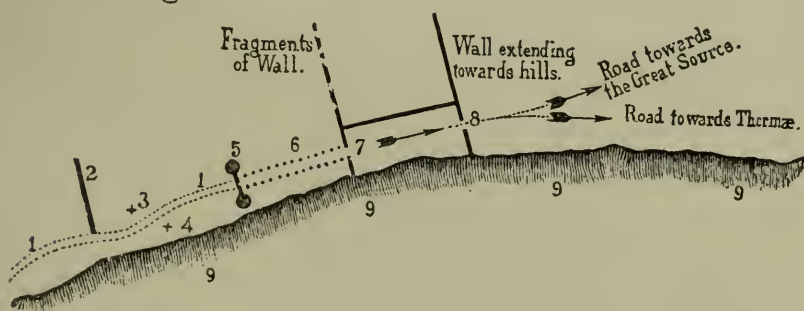 Fragments
of Wall.
Wall extending
towards hills.
Road towards
the Great Source.
Road towards Thermæ.
1
2
+3
+4
1
5
6
7
8
9
9
9
9